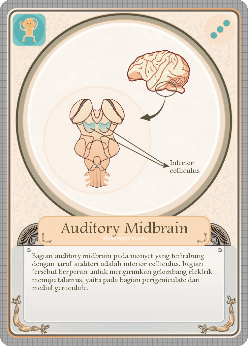 Inferior
colliculus
Auditory Midbrain
Bagian auditory midbrain pada monyet yang terhubung
dengan saraf auditori adalah inferior colliculus, bagian
tersebut berperan untuk mengirimkan gelombang elektrik
menuju talamus, yaitu pada bagian perigeniculate dan
medial geniculate.